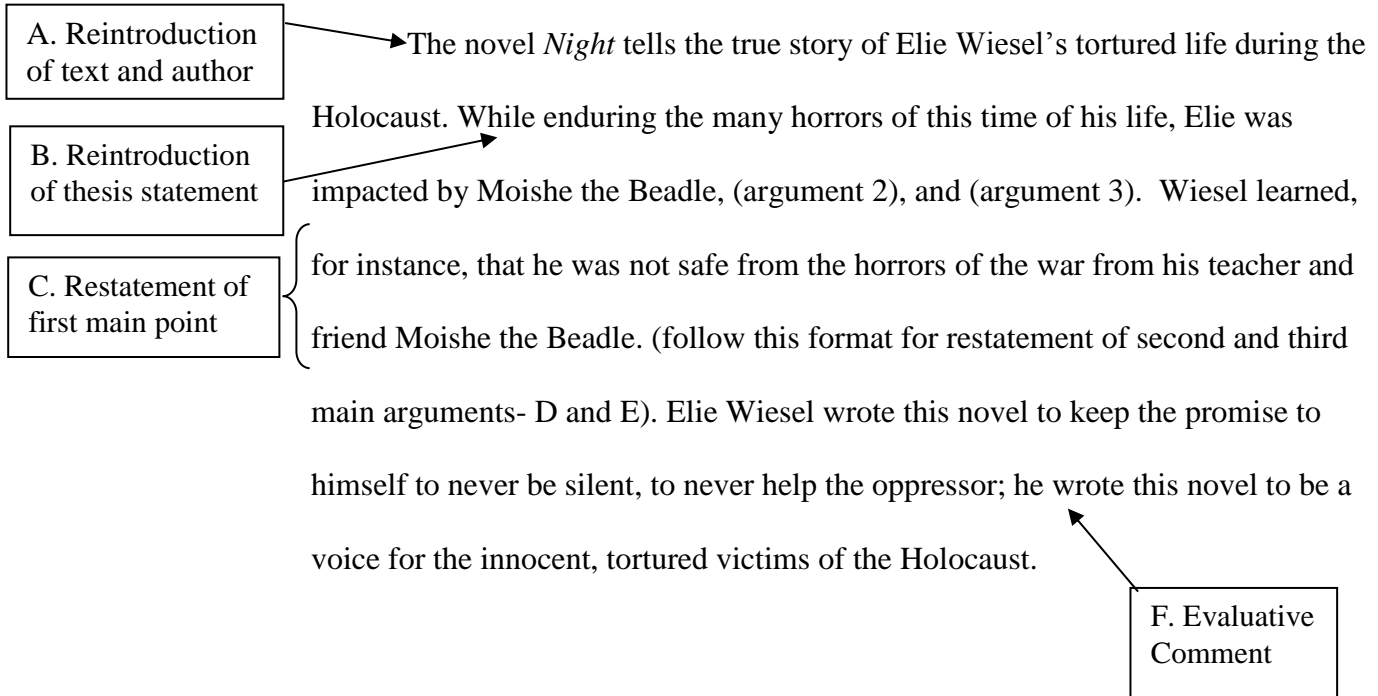 A. Reintroduction
of text and author
B. Reintroduction
of thesis statement
C. Restatement of
first main point
The novel Night tells the true story of Elie Wiesel’s tortured life during the
Holocaust. While enduring the many horrors of this time of his life, Elie was
impacted by Moishe the Beadle, (argument 2), and (argument 3).  Wiesel learned,
for instance, that he was not safe from the horrors of the war from his teacher and
friend Moishe the Beadle. (follow this format for restatement of second and third
main arguments- D and E). Elie Wiesel wrote this novel to keep the promise to
himself to never be silent, to never help the oppressor; he wrote this novel to be a
voice for the innocent, tortured victims of the Holocaust.
F. Evaluative
Comment